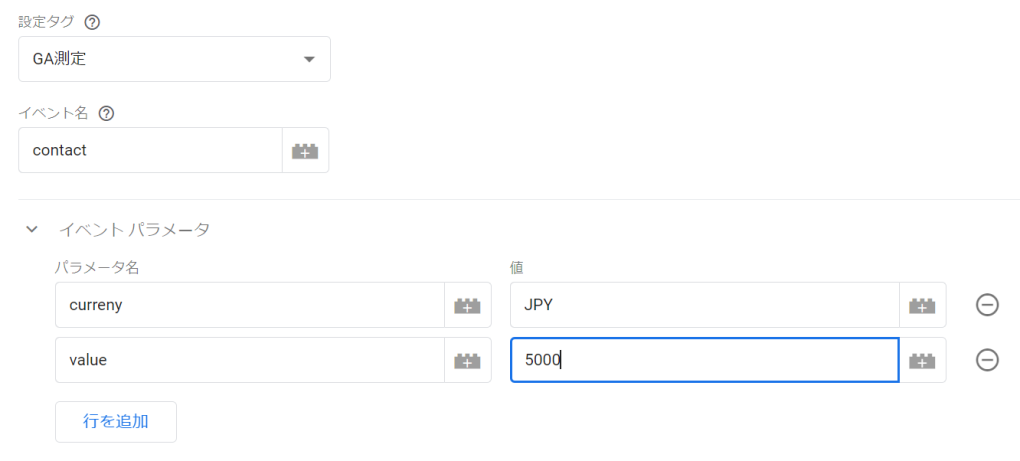 設定タグ
GA測定
イベント名
contact
イベント パラメータ
パラメータ名 値
curreny JPY
value 5000
行を追加